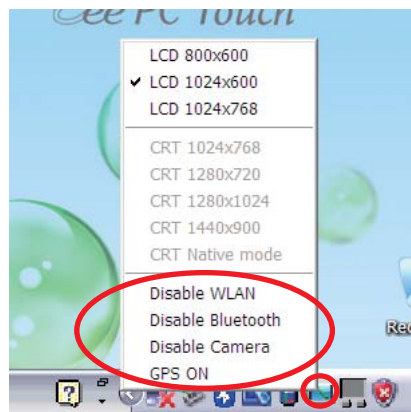 Eee PC Touch
LCD 800x600
LCD 1024x600
LCD 1024x768
CRT 1024x768
CRT 1280x720
CRT 1280x1024
CRT 1440x900
CRT Native mode
Disable WLAN
Disable Bluetooth
Disable Camera
GPS ON
Rec
?